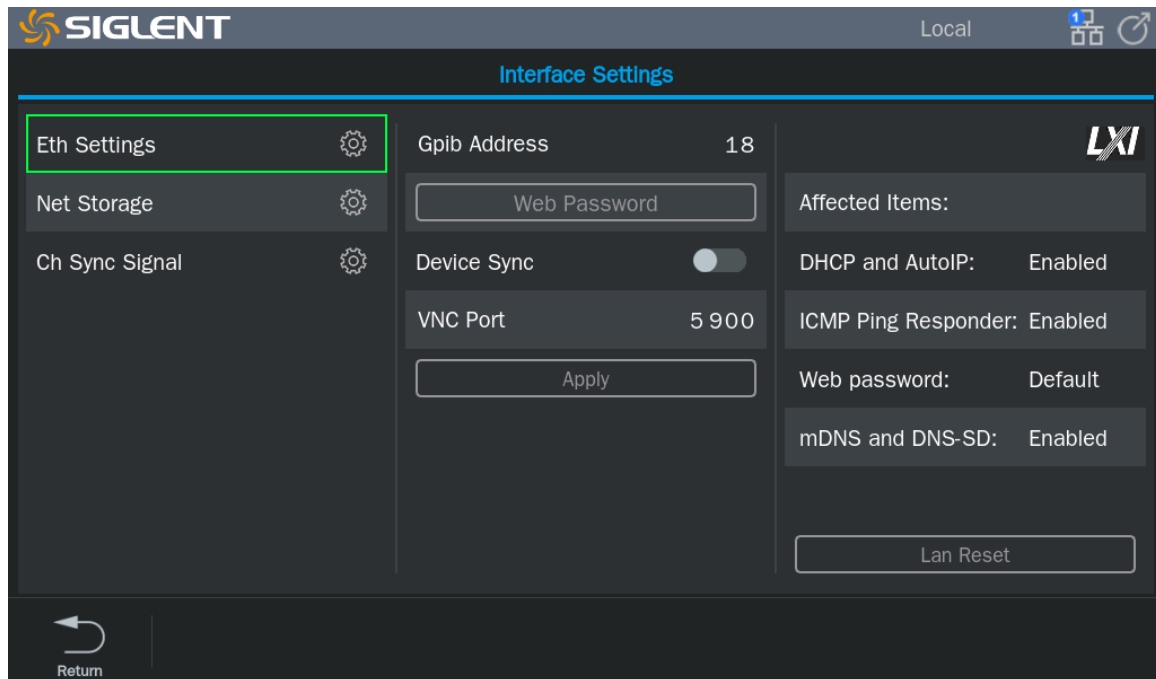 SIGLENT
Local
1
Interface Settings
Eth Settings
Net Storage
Ch Sync Signal
Gpib Address 18
Web Password
Device Sync
VNC Port 5900
Apply
LXI
Affected Items:
DHCP and AutoIP: Enabled
ICMP Ping Responder: Enabled
Web password: Default
mDNS and DNS-SD: Enabled
Lan Reset
Return